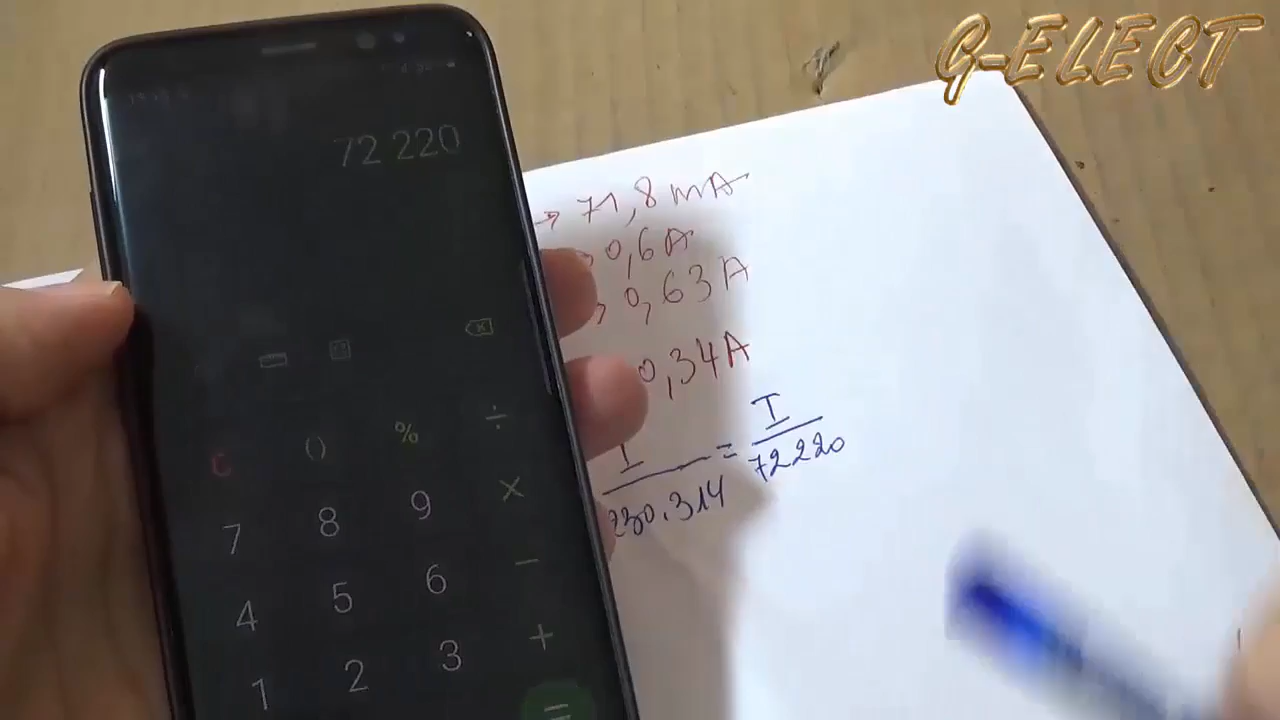 G-ELECT
72 220
→ 71,8 mA
0,6A
0,63A
0,34A
I / 230.314 = I / 72220
C () % ÷
7 8 9 ×
4 5 6 −
1 2 3 +
=